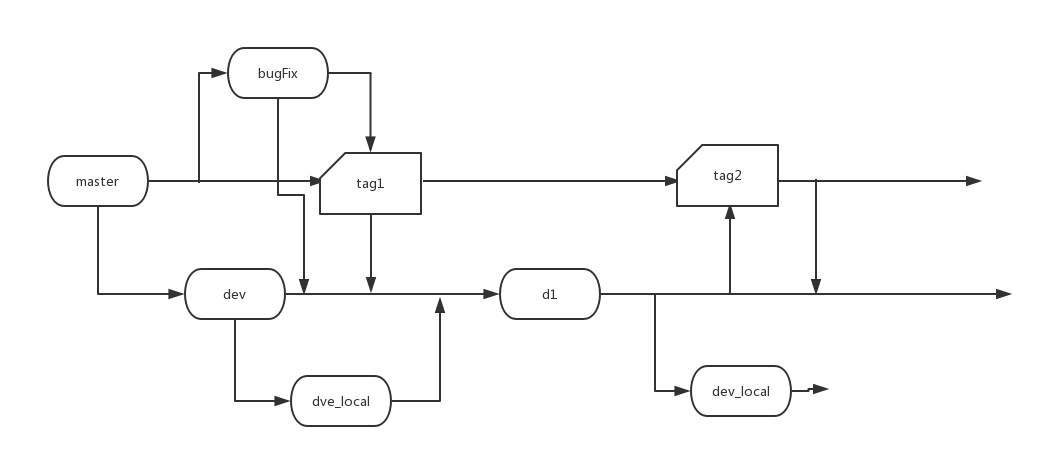 bugFix
master
tag1
tag2
dev
d1
dve_local
dev_local